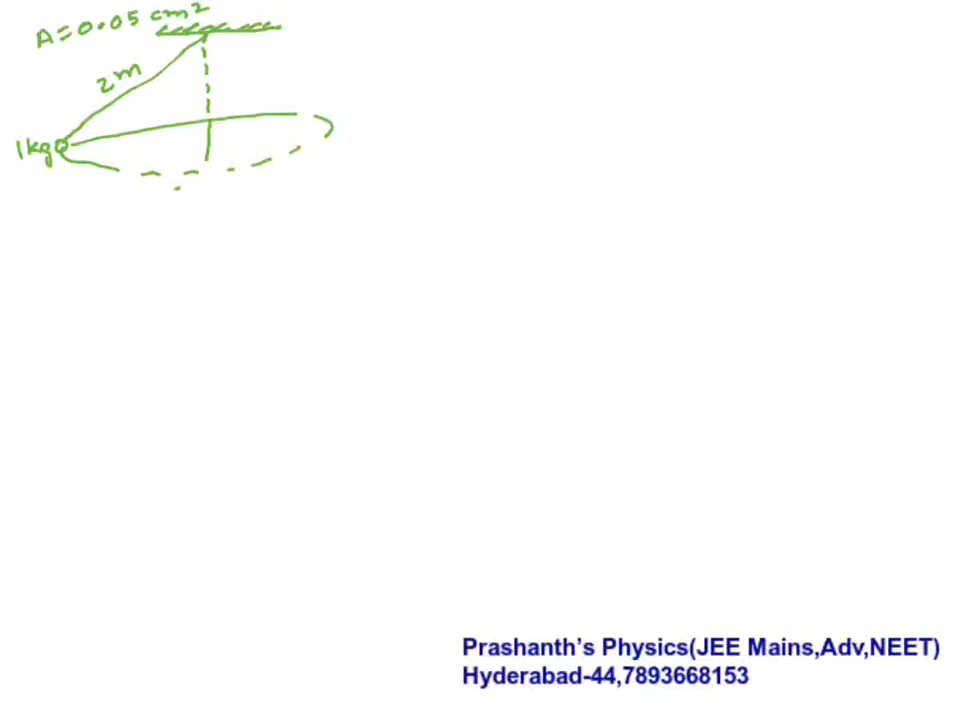 A=0.05 cm²
2m
1kg
Prashanth's Physics(JEE Mains,Adv,NEET)
Hyderabad-44,7893668153